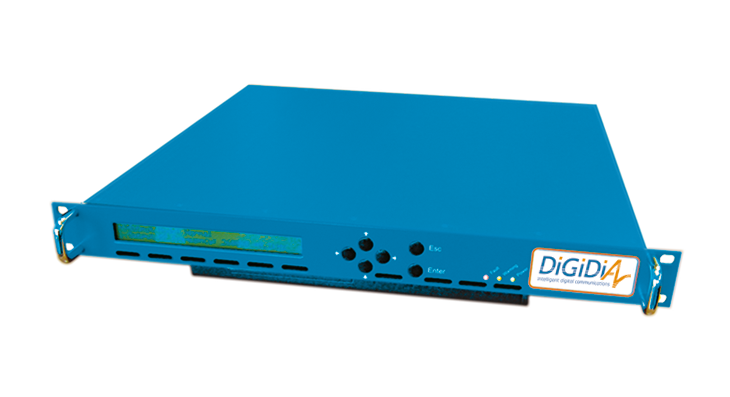 Esc
Enter
DiGiDiA
intelligent digital communications